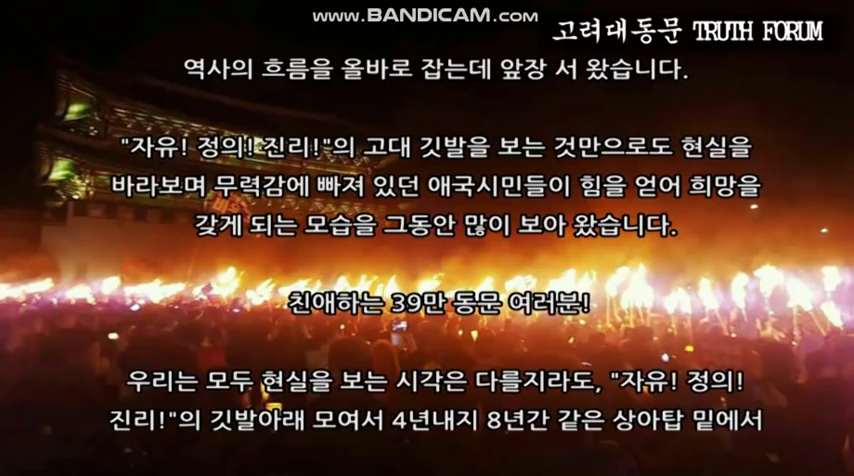 www.BANDICAM.com
고려대동문 TRUTH FORUM
역사의 흐름을 올바로 잡는데 앞장 서 왔습니다.
"자유! 정의! 진리!"의 고대 깃발을 보는 것만으로도 현실을
바라보며 무력감에 빠져 있던 애국시민들이 힘을 얻어 희망을
갖게 되는 모습을 그동안 많이 보아 왔습니다.
친애하는 39만 동문 여러분!
우리는 모두 현실을 보는 시각은 다를지라도, "자유! 정의!
진리!"의 깃발아래 모여서 4년내지 8년간 같은 상아탑 밑에서